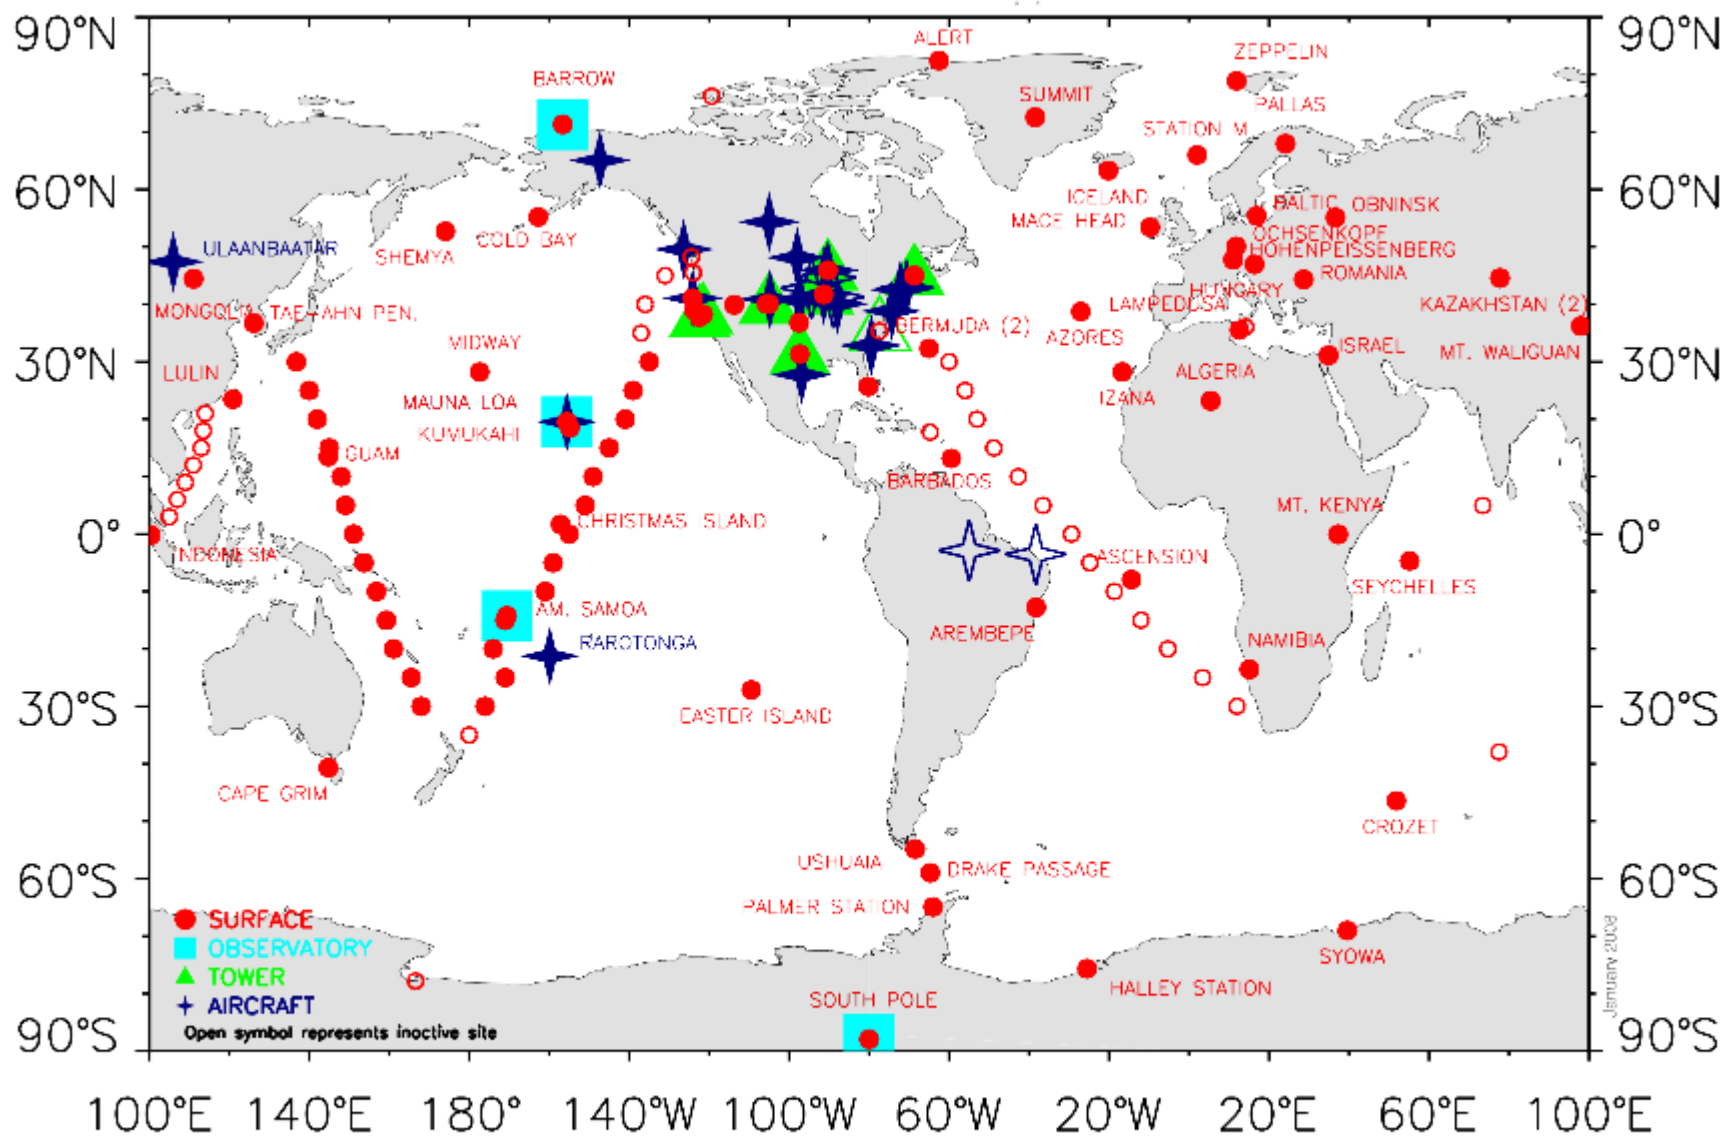 90°N
90°N
ALERT
ZEPPELIN
BARROW
SUMMIT
PALLAS
STATION M
60°N
60°N
ICELAND
BALTIC
OBNINSK
MACE HEAD
OCHSENKOPF
ULAANBAATAR
SHEMYA
COLD BAY
HOHENPEISSENBERG
ROMANIA
HUNGARY
MONGOLIA
TAE-AHN PEN.
LAMPEDUSA
KAZAKHSTAN (2)
BERMUDA (2)
AZORES
MIDWAY
ISRAEL
MT. WALIGUAN
30°N
30°N
LULIN
ALGERIA
MAUNA LOA
IZANA
KUMUKAHI
GUAM
BARBADOS
MT. KENYA
CHRISTMAS ISLAND
0°
0°
INDONESIA
ASCENSION
SEYCHELLES
AM. SAMOA
AREMBEPE
NAMIBIA
RAROTONGA
30°S
30°S
EASTER ISLAND
CAPE GRIM
CROZET
USHUAIA
DRAKE PASSAGE
60°S
60°S
PALMER STATION
SURFACE
OBSERVATORY
SYOWA
TOWER
HALLEY STATION
SOUTH POLE
AIRCRAFT
Open symbol represents inactive site
January 2008
90°S
90°S
100°E
140°E
180°
140°W
100°W
60°W
20°W
20°E
60°E
100°E